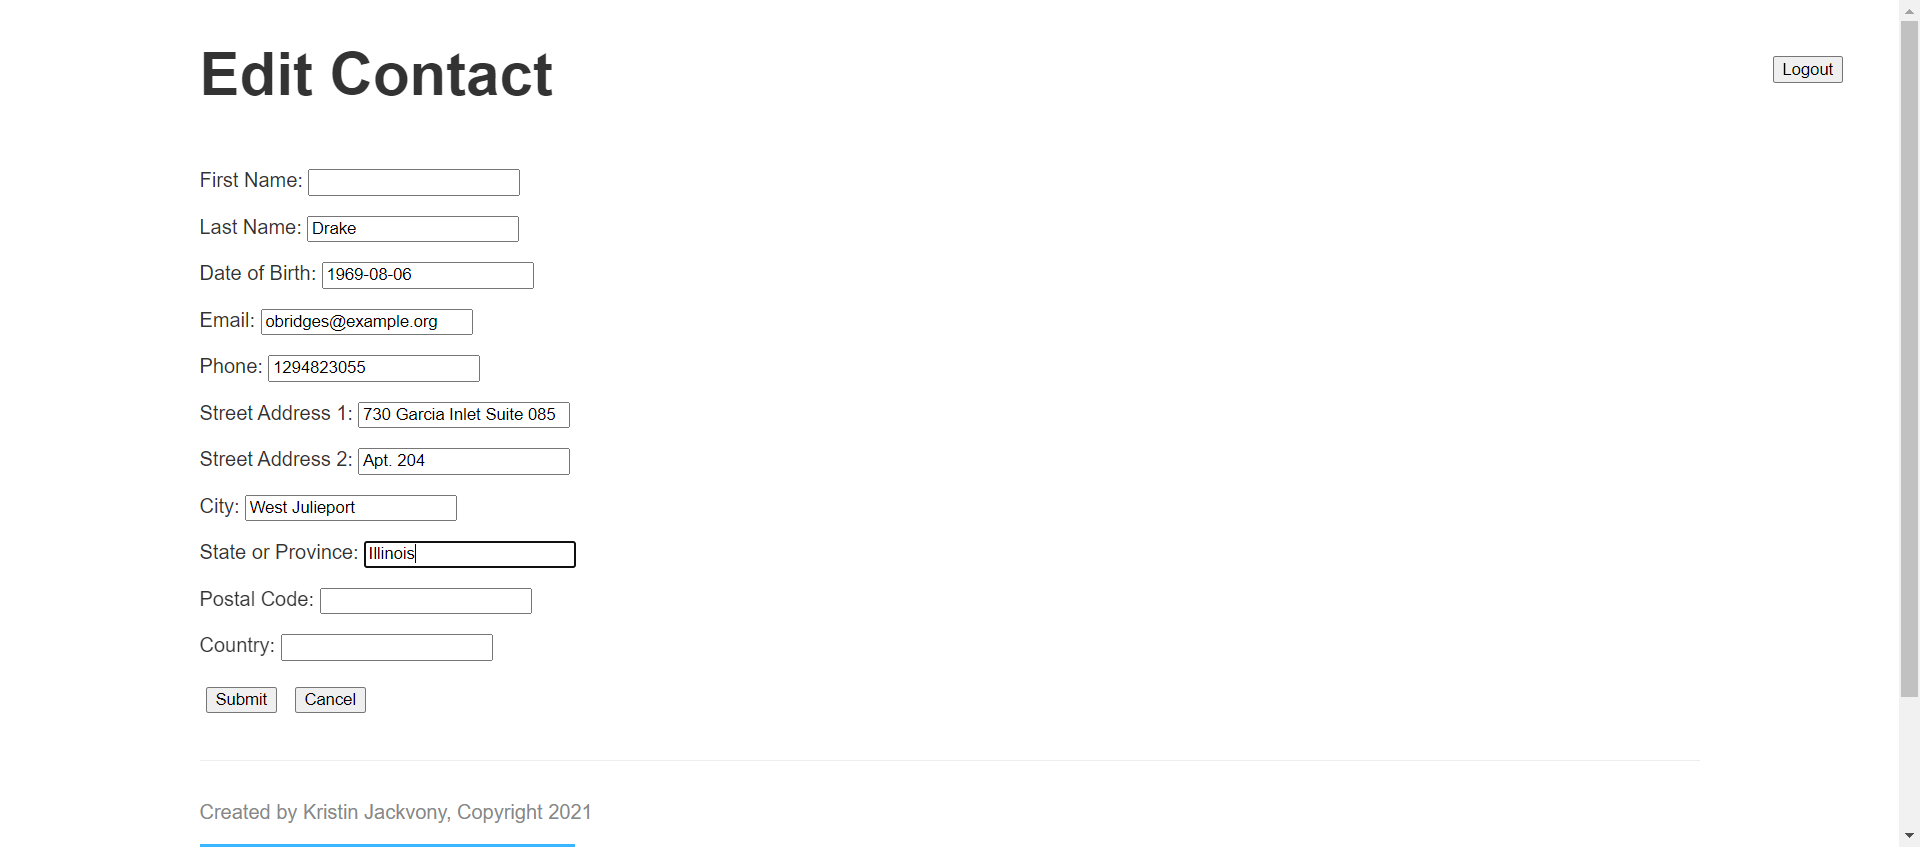 Edit Contact
Logout
First Name:
Last Name: Drake
Date of Birth: 1969-08-06
Email: obridges@example.org
Phone: 1294823055
Street Address 1: 730 Garcia Inlet Suite 085
Street Address 2: Apt. 204
City: West Julieport
State or Province: Illinois
Postal Code:
Country:
Submit Cancel
Created by Kristin Jackvony, Copyright 2021